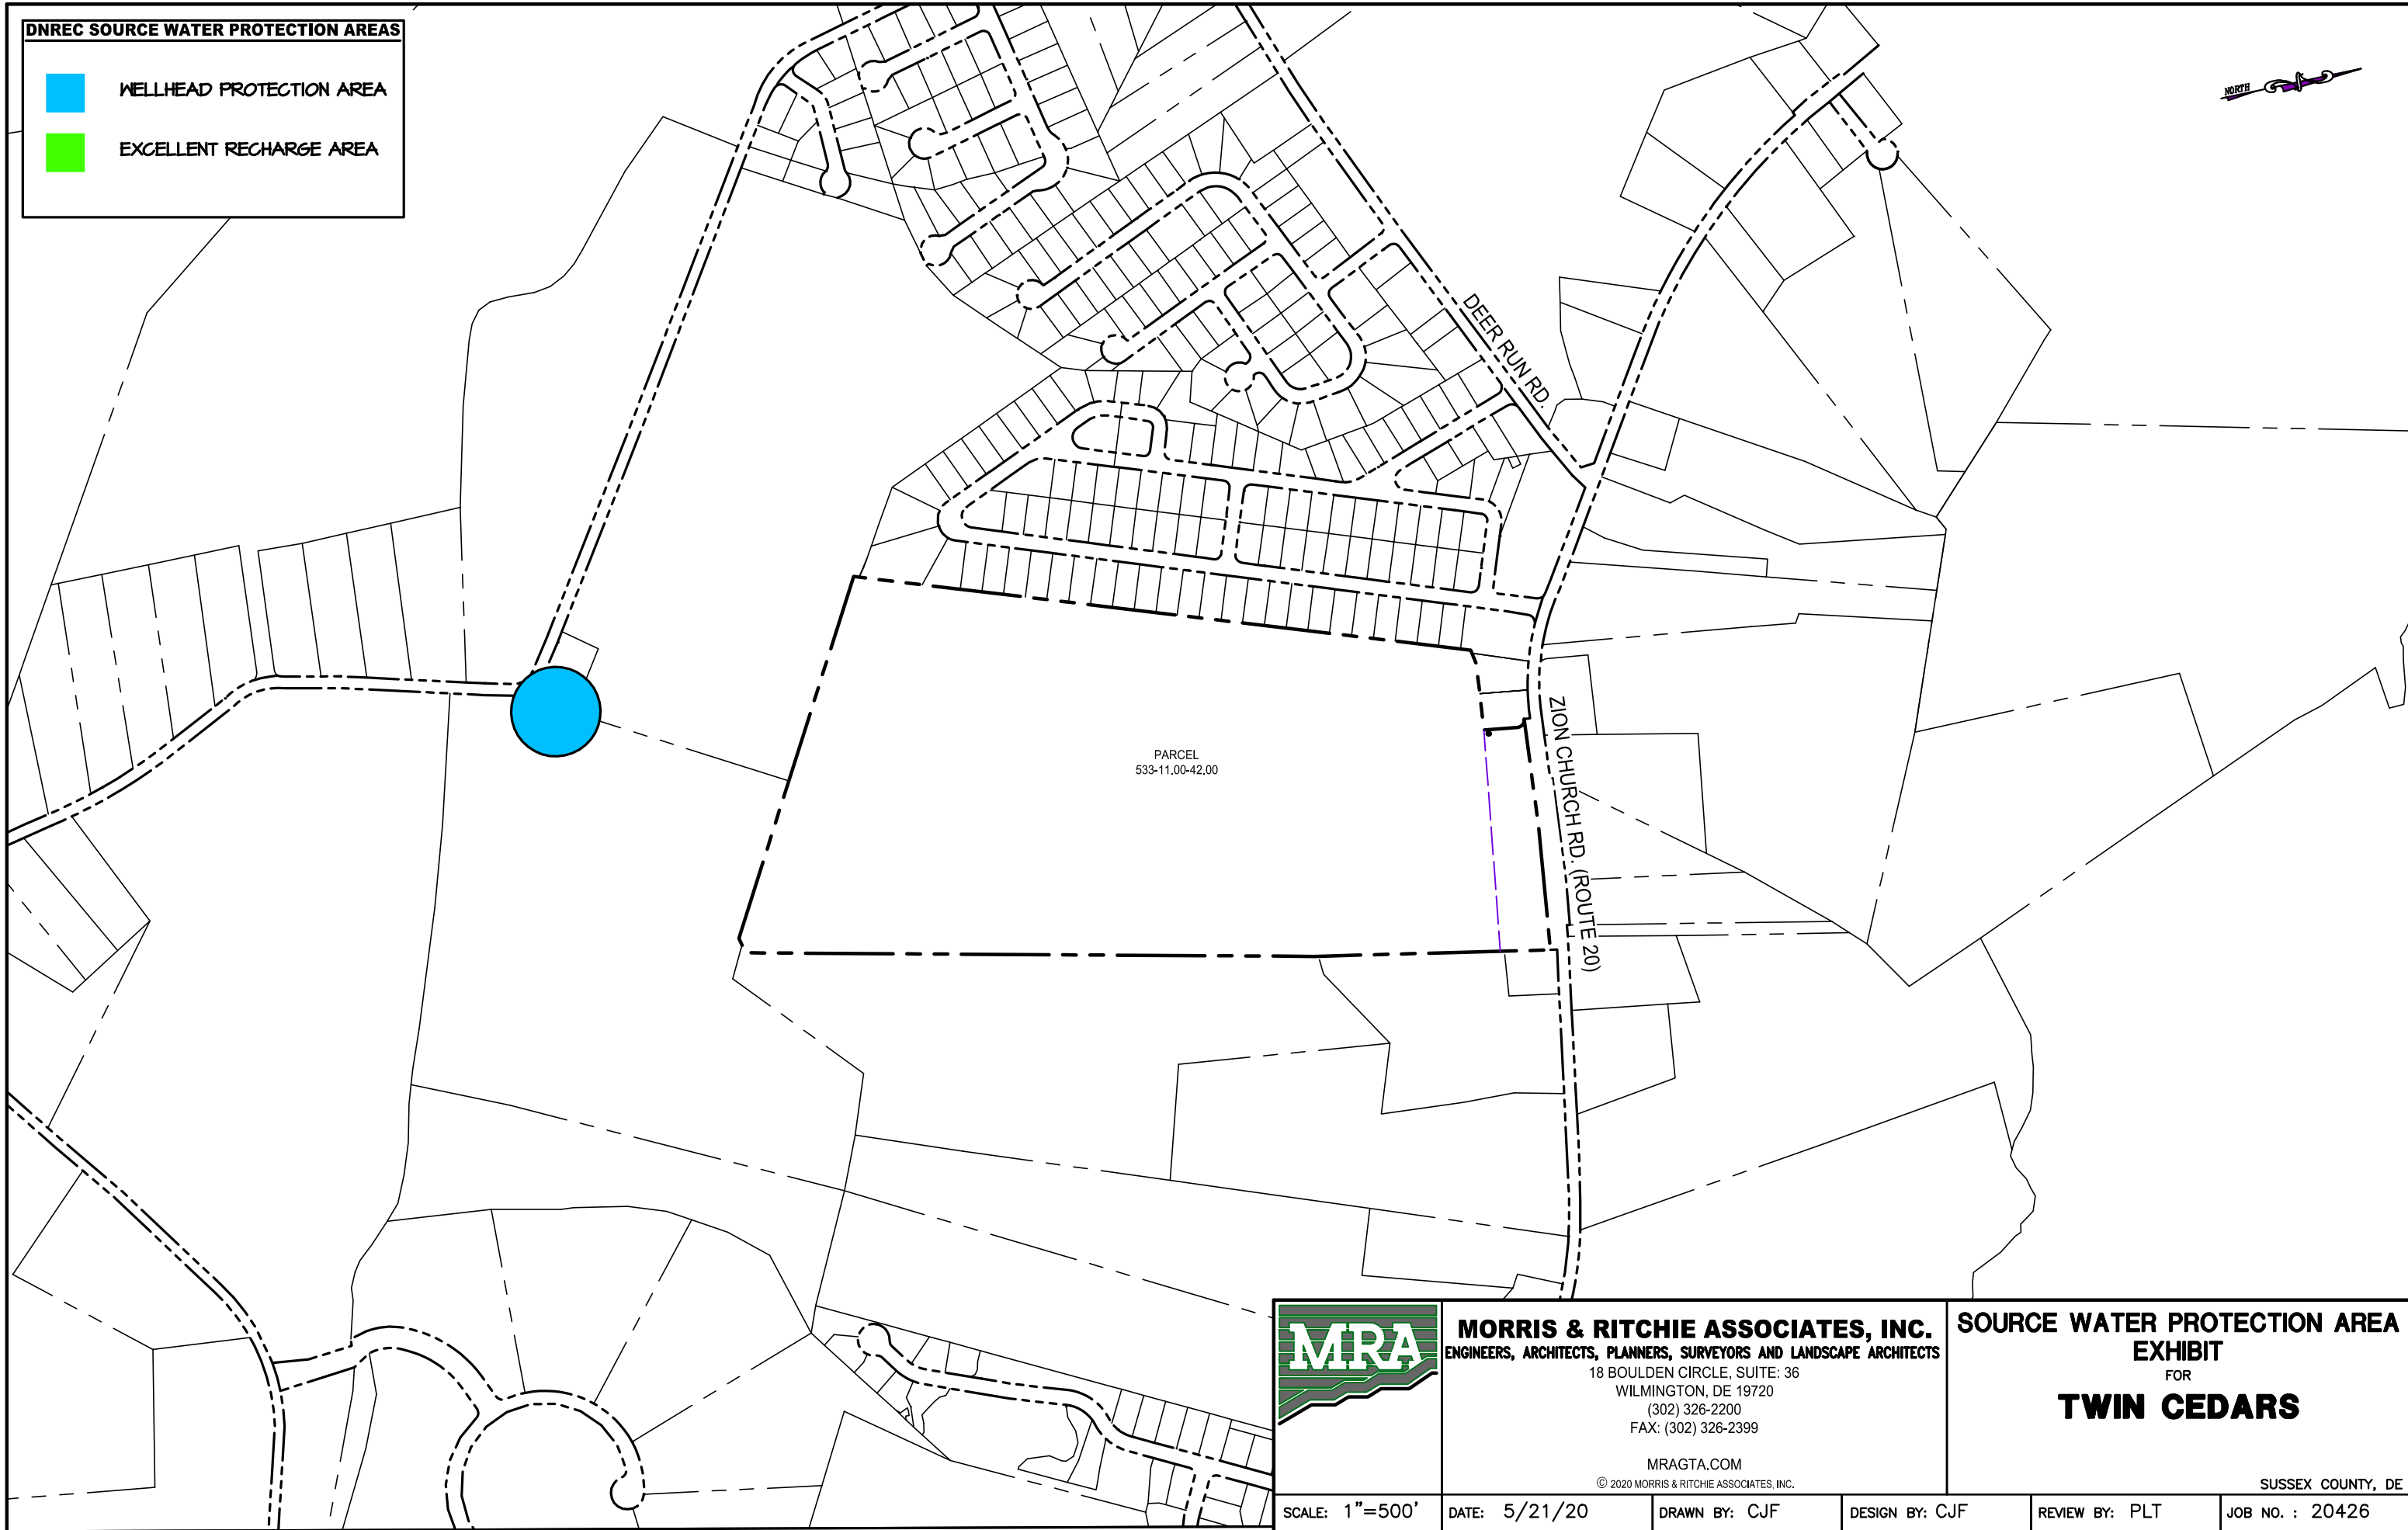 DNREC SOURCE WATER PROTECTION AREAS
WELLHEAD PROTECTION AREA
EXCELLENT RECHARGE AREA
NORTH
DEER RUN RD.
ZION CHURCH RD. (ROUTE 20)
PARCEL
533-11.00-42.00
MRA
MORRIS & RITCHIE ASSOCIATES, INC.
ENGINEERS, ARCHITECTS, PLANNERS, SURVEYORS AND LANDSCAPE ARCHITECTS
18 BOULDEN CIRCLE, SUITE: 36
WILMINGTON, DE 19720
(302) 326-2200
FAX: (302) 326-2399
MRAGTA.COM
© 2020 MORRIS & RITCHIE ASSOCIATES, INC.
SOURCE WATER PROTECTION AREA
EXHIBIT
FOR
TWIN CEDARS
SUSSEX COUNTY, DE
SCALE: 1"=500'
DATE: 5/21/20
DRAWN BY: CJF
DESIGN BY: CJF
REVIEW BY: PLT
JOB NO. : 20426